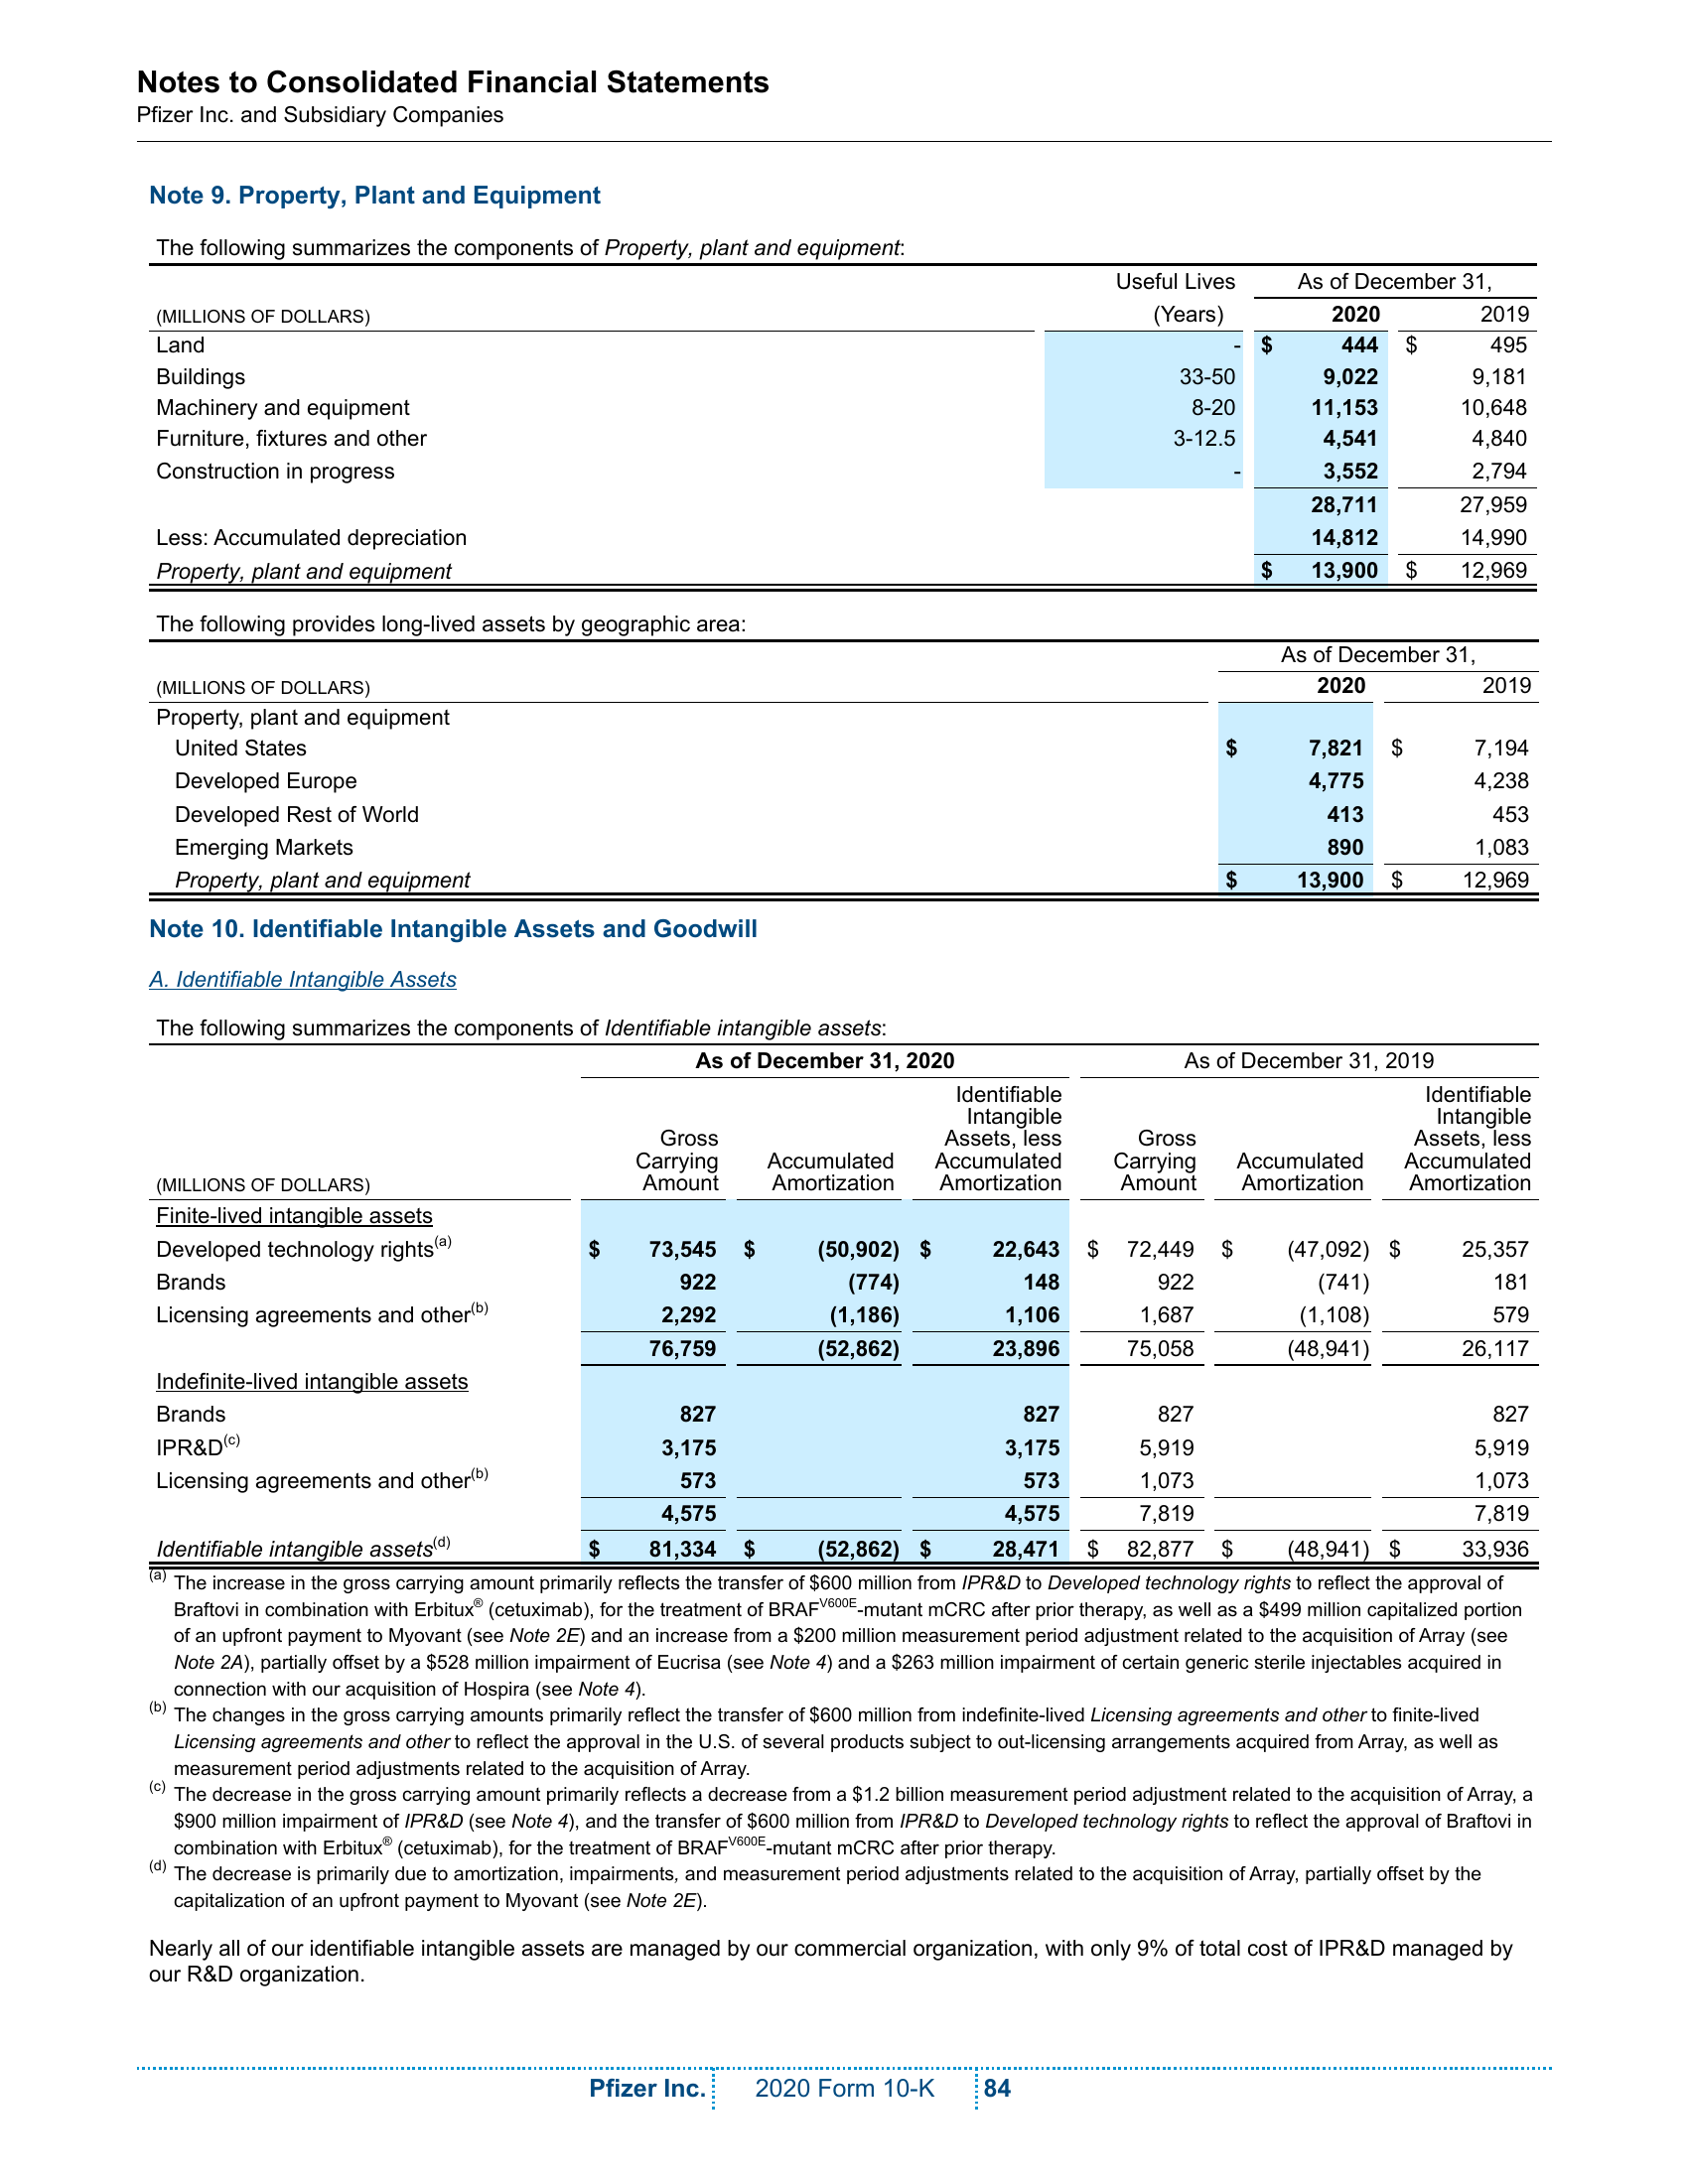 Notes to Consolidated Financial Statements
Pfizer Inc. and Subsidiary Companies
Note 9. Property, Plant and Equipment
The following summarizes the components of Property, plant and equipment:
Useful Lives As of December 31,
(MILLIONS OF DOLLARS) (Years) 2020 2019
Land - $ 444 $ 495
Buildings 33-50 9,022 9,181
Machinery and equipment 8-20 11,153 10,648
Furniture, fixtures and other 3-12.5 4,541 4,840
Construction in progress - 3,552 2,794
28,711 27,959
Less: Accumulated depreciation 14,812 14,990
Property, plant and equipment $ 13,900 $ 12,969
The following provides long-lived assets by geographic area:
As of December 31,
(MILLIONS OF DOLLARS) 2020 2019
Property, plant and equipment
United States $ 7,821 $ 7,194
Developed Europe 4,775 4,238
Developed Rest of World 413 453
Emerging Markets 890 1,083
Property, plant and equipment $ 13,900 $ 12,969
Note 10. Identifiable Intangible Assets and Goodwill
A. Identifiable Intangible Assets
The following summarizes the components of Identifiable intangible assets:
As of December 31, 2020 As of December 31, 2019
Identifiable Identifiable
Intangible Intangible
Gross Assets, less Gross Assets, less
Carrying Accumulated Accumulated Carrying Accumulated Accumulated
(MILLIONS OF DOLLARS) Amount Amortization Amortization Amount Amortization Amortization
Finite-lived intangible assets
Developed technology rights(a) $ 73,545 $ (50,902) $ 22,643 $ 72,449 $ (47,092) $ 25,357
Brands 922 (774) 148 922 (741) 181
Licensing agreements and other(b) 2,292 (1,186) 1,106 1,687 (1,108) 579
76,759 (52,862) 23,896 75,058 (48,941) 26,117
Indefinite-lived intangible assets
Brands 827 827 827 827
IPR&D(c) 3,175 3,175 5,919 5,919
Licensing agreements and other(b) 573 573 1,073 1,073
4,575 4,575 7,819 7,819
Identifiable intangible assets(d) $ 81,334 $ (52,862) $ 28,471 $ 82,877 $ (48,941) $ 33,936
(a) The increase in the gross carrying amount primarily reflects the transfer of $600 million from IPR&D to Developed technology rights to reflect the approval of
Braftovi in combination with Erbitux® (cetuximab), for the treatment of BRAFV600E-mutant mCRC after prior therapy, as well as a $499 million capitalized portion
of an upfront payment to Myovant (see Note 2E) and an increase from a $200 million measurement period adjustment related to the acquisition of Array (see
Note 2A), partially offset by a $528 million impairment of Eucrisa (see Note 4) and a $263 million impairment of certain generic sterile injectables acquired in
connection with our acquisition of Hospira (see Note 4).
(b) The changes in the gross carrying amounts primarily reflect the transfer of $600 million from indefinite-lived Licensing agreements and other to finite-lived
Licensing agreements and other to reflect the approval in the U.S. of several products subject to out-licensing arrangements acquired from Array, as well as
measurement period adjustments related to the acquisition of Array.
(c) The decrease in the gross carrying amount primarily reflects a decrease from a $1.2 billion measurement period adjustment related to the acquisition of Array, a
$900 million impairment of IPR&D (see Note 4), and the transfer of $600 million from IPR&D to Developed technology rights to reflect the approval of Braftovi in
combination with Erbitux® (cetuximab), for the treatment of BRAFV600E-mutant mCRC after prior therapy.
(d) The decrease is primarily due to amortization, impairments, and measurement period adjustments related to the acquisition of Array, partially offset by the
capitalization of an upfront payment to Myovant (see Note 2E).
Nearly all of our identifiable intangible assets are managed by our commercial organization, with only 9% of total cost of IPR&D managed by
our R&D organization.
Pfizer Inc. 2020 Form 10-K 84